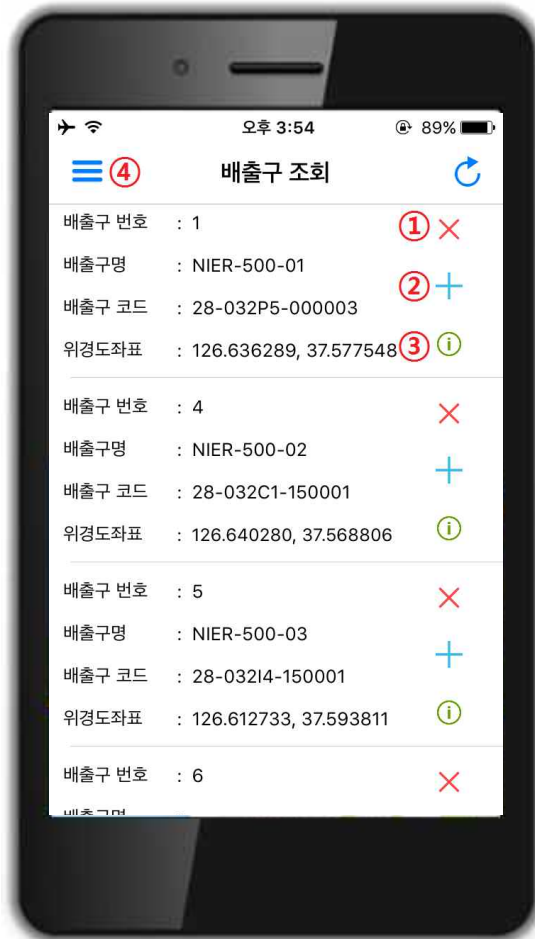 오후 3:54 89%
④ 배출구 조회
배출구 번호 : 1 ①
배출구명 : NIER-500-01 ②
배출구 코드 : 28-032P5-000003
위경도좌표 : 126.636289, 37.577548 ③
배출구 번호 : 4
배출구명 : NIER-500-02
배출구 코드 : 28-032C1-150001
위경도좌표 : 126.640280, 37.568806
배출구 번호 : 5
배출구명 : NIER-500-03
배출구 코드 : 28-032I4-150001
위경도좌표 : 126.612733, 37.593811
배출구 번호 : 6